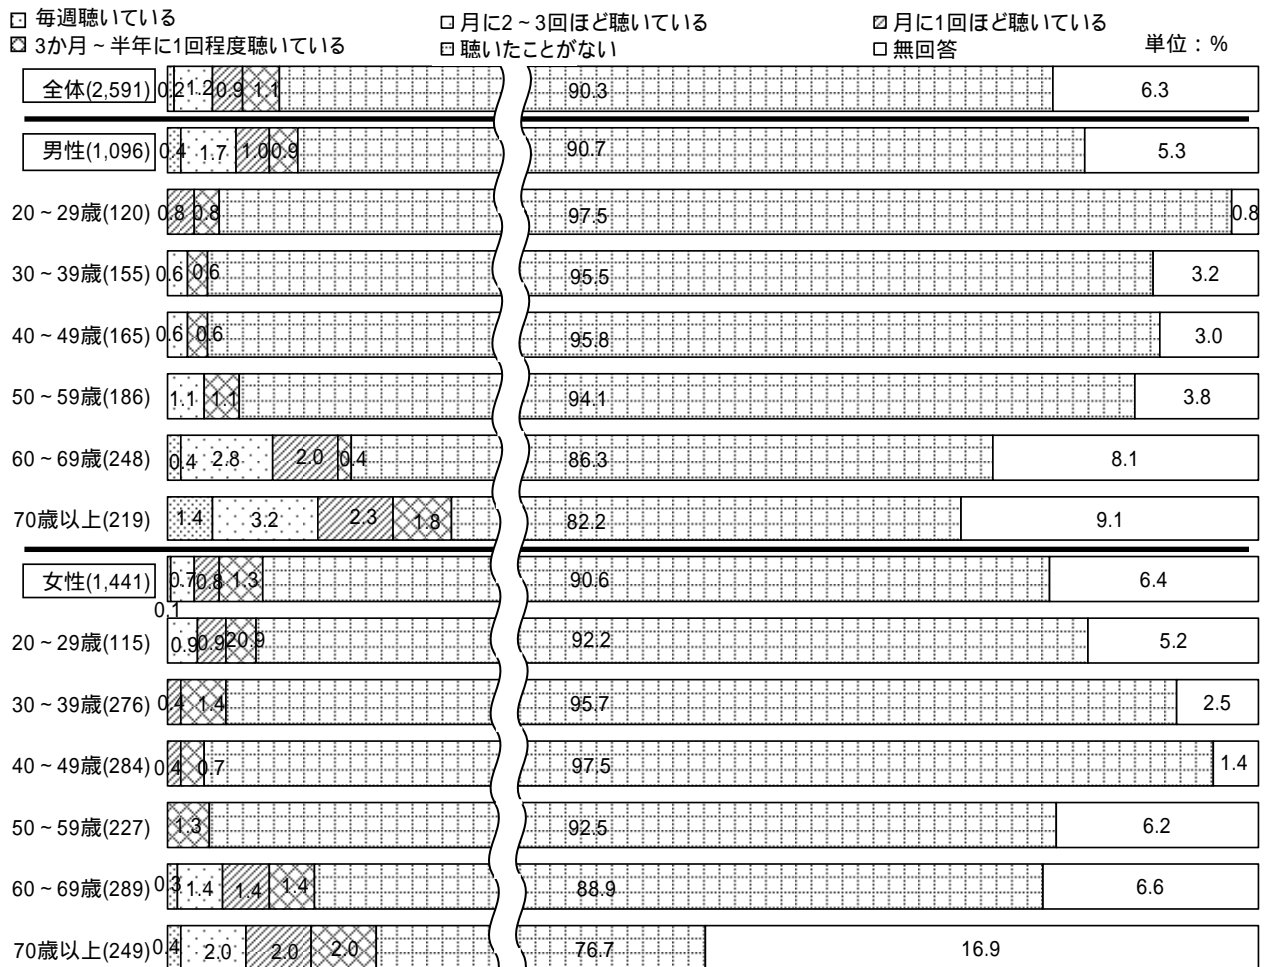 毎週聴いている 月に2～3回ほど聴いている 月に1回ほど聴いている
3か月～半年に1回程度聴いている 聴いたことがない 無回答 単位：％
全体(2,591) 0.2 1.2 0.9 1.1 90.3 6.3
男性(1,096) 0.4 1.7 1.0 0.9 90.7 5.3
20～29歳(120) 0.8 0.8 97.5 0.8
30～39歳(155) 0.6 0.6 95.5 3.2
40～49歳(165) 0.6 0.6 95.8 3.0
50～59歳(186) 1.1 1.1 94.1 3.8
60～69歳(248) 0.4 2.8 2.0 0.4 86.3 8.1
70歳以上(219) 1.4 3.2 2.3 1.8 82.2 9.1
女性(1,441) 0.1 0.7 0.8 1.3 90.6 6.4
20～29歳(115) 0.9 0.9 0.9 92.2 5.2
30～39歳(276) 0.4 1.4 95.7 2.5
40～49歳(284) 0.4 0.7 97.5 1.4
50～59歳(227) 1.3 92.5 6.2
60～69歳(289) 0.3 1.4 1.4 1.4 88.9 6.6
70歳以上(249) 0.4 2.0 2.0 2.0 76.7 16.9